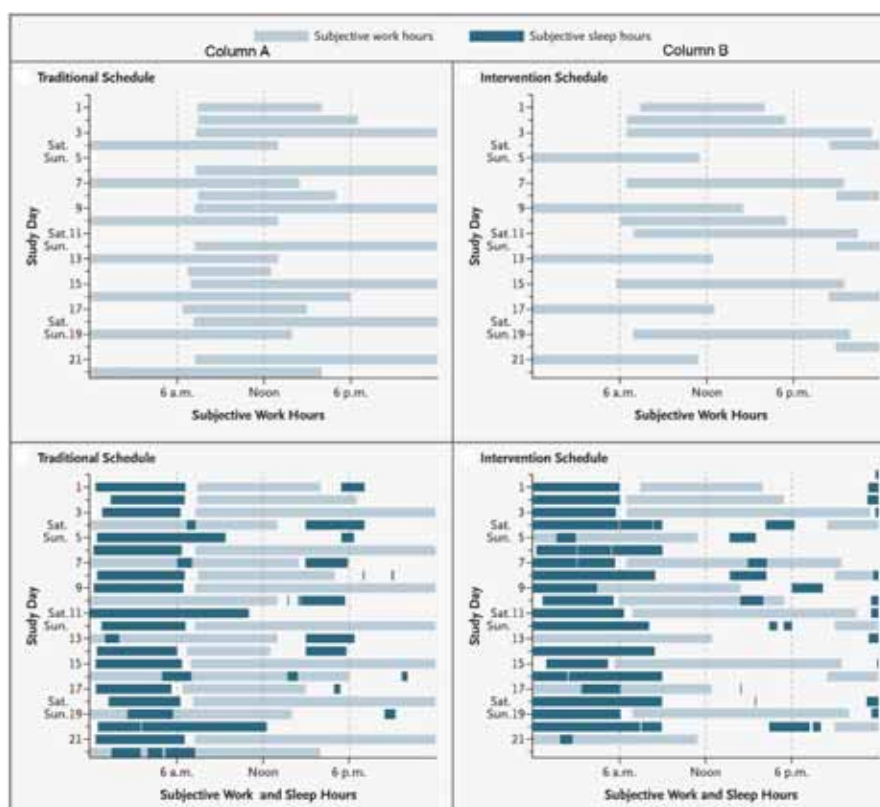 Subjective work hours Subjective sleep hours
Column A Column B
Traditional Schedule
1
3
Sat.
Sun. 5
7
9
Sat. 11
Sun.
13
15
17
Sat.
Sun. 19
21
Study Day
6 a.m. Noon 6 p.m.
Subjective Work Hours
Intervention Schedule
1
3
Sat.
Sun. 5
7
9
Sat. 11
Sun.
13
15
17
Sat.
Sun. 19
21
Study Day
6 a.m. Noon 6 p.m.
Subjective Work Hours
Traditional Schedule
1
3
Sat.
Sun. 5
7
9
Sat. 11
Sun.
13
15
17
Sat.
Sun. 19
21
Study Day
6 a.m. Noon 6 p.m.
Subjective Work and Sleep Hours
Intervention Schedule
1
3
Sat.
Sun. 5
7
9
Sat. 11
Sun.
13
15
17
Sat.
Sun. 19
21
Study Day
6 a.m. Noon 6 p.m.
Subjective Work and Sleep Hours